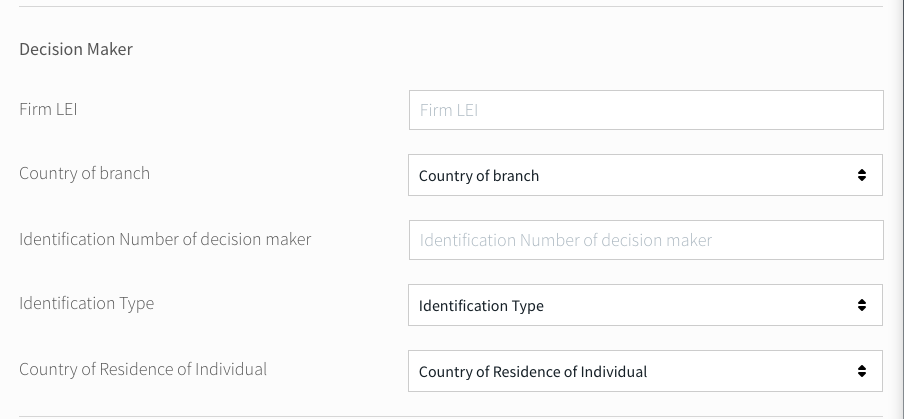 Decision Maker
Firm LEI
Firm LEI
Country of branch
Country of branch
Identification Number of decision maker
Identification Number of decision maker
Identification Type
Identification Type
Country of Residence of Individual
Country of Residence of Individual